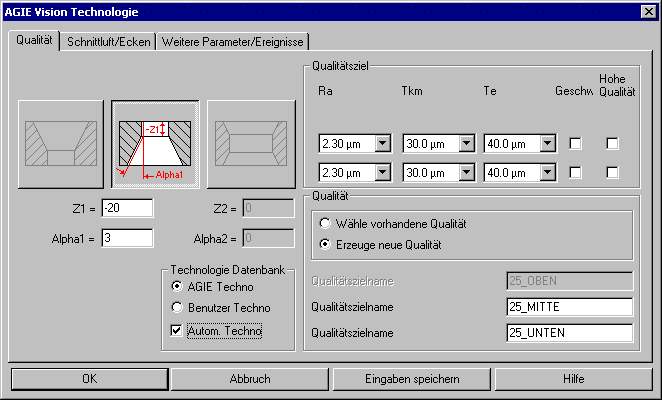 AGIE Vision Technologie
Qualität Schnittluft/Ecken Weitere Parameter/Ereignisse
-Z1
Alpha1
Z1 = -20 Z2 = 0
Alpha1 = 3 Alpha2 = 0
Technologie Datenbank
AGIE Techno
Benutzer Techno
Autom. Techno
Qualitätsziel
Ra Tkm Te Geschw Hohe Qualität
2.30 µm 30.0 µm 40.0 µm
2.30 µm 30.0 µm 40.0 µm
Qualität
Wähle vorhandene Qualität
Erzeuge neue Qualität
Qualitätszielname 25_OBEN
Qualitätszielname 25_MITTE
Qualitätszielname 25_UNTEN
OK Abbruch Eingaben speichern Hilfe